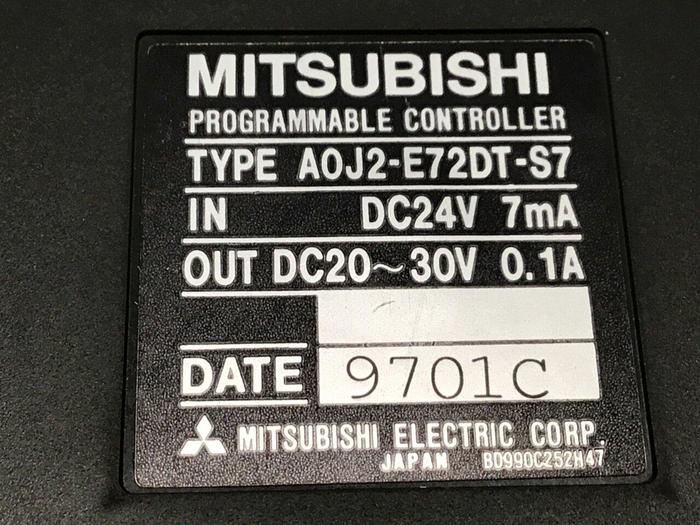 MITSUBISHI
PROGRAMMABLE CONTROLLER
TYPE A0J2-E72DT-S7
IN DC24V 7mA
OUT DC20~30V 0.1A
DATE 9701C
MITSUBISHI ELECTRIC CORP.
JAPAN BD990C252H47